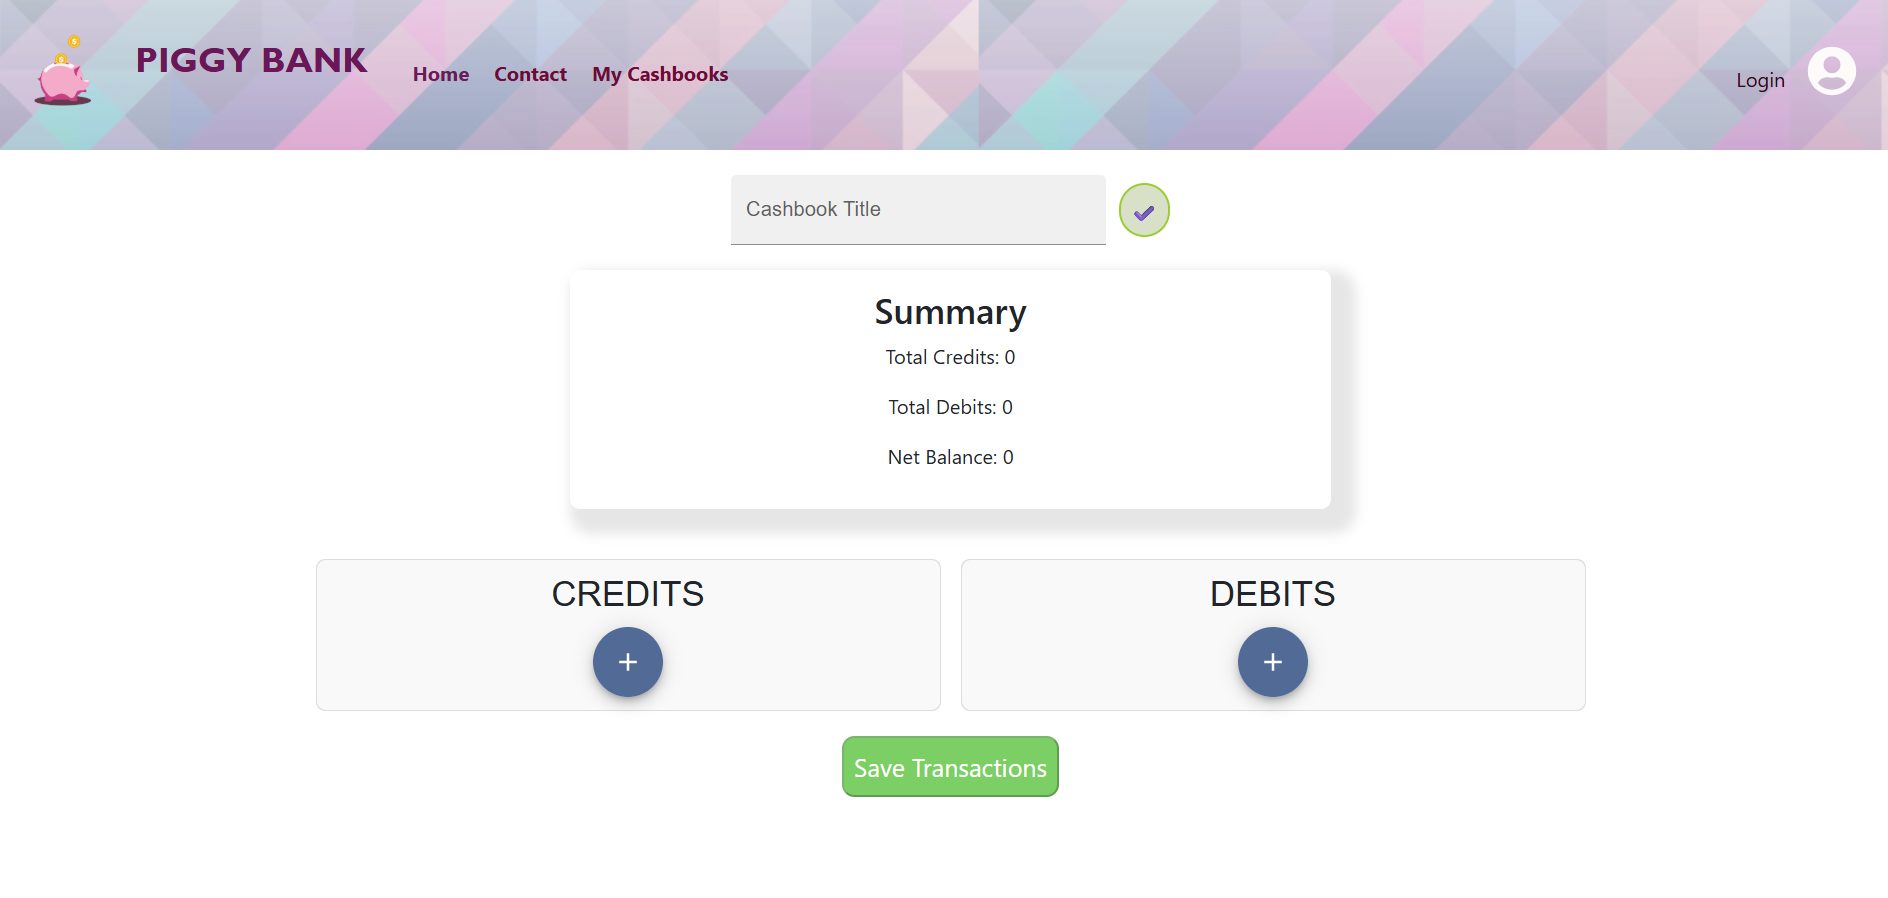 PIGGY BANK
Home Contact My Cashbooks
Login
Cashbook Title
Summary
Total Credits: 0
Total Debits: 0
Net Balance: 0
CREDITS
+
DEBITS
+
Save Transactions